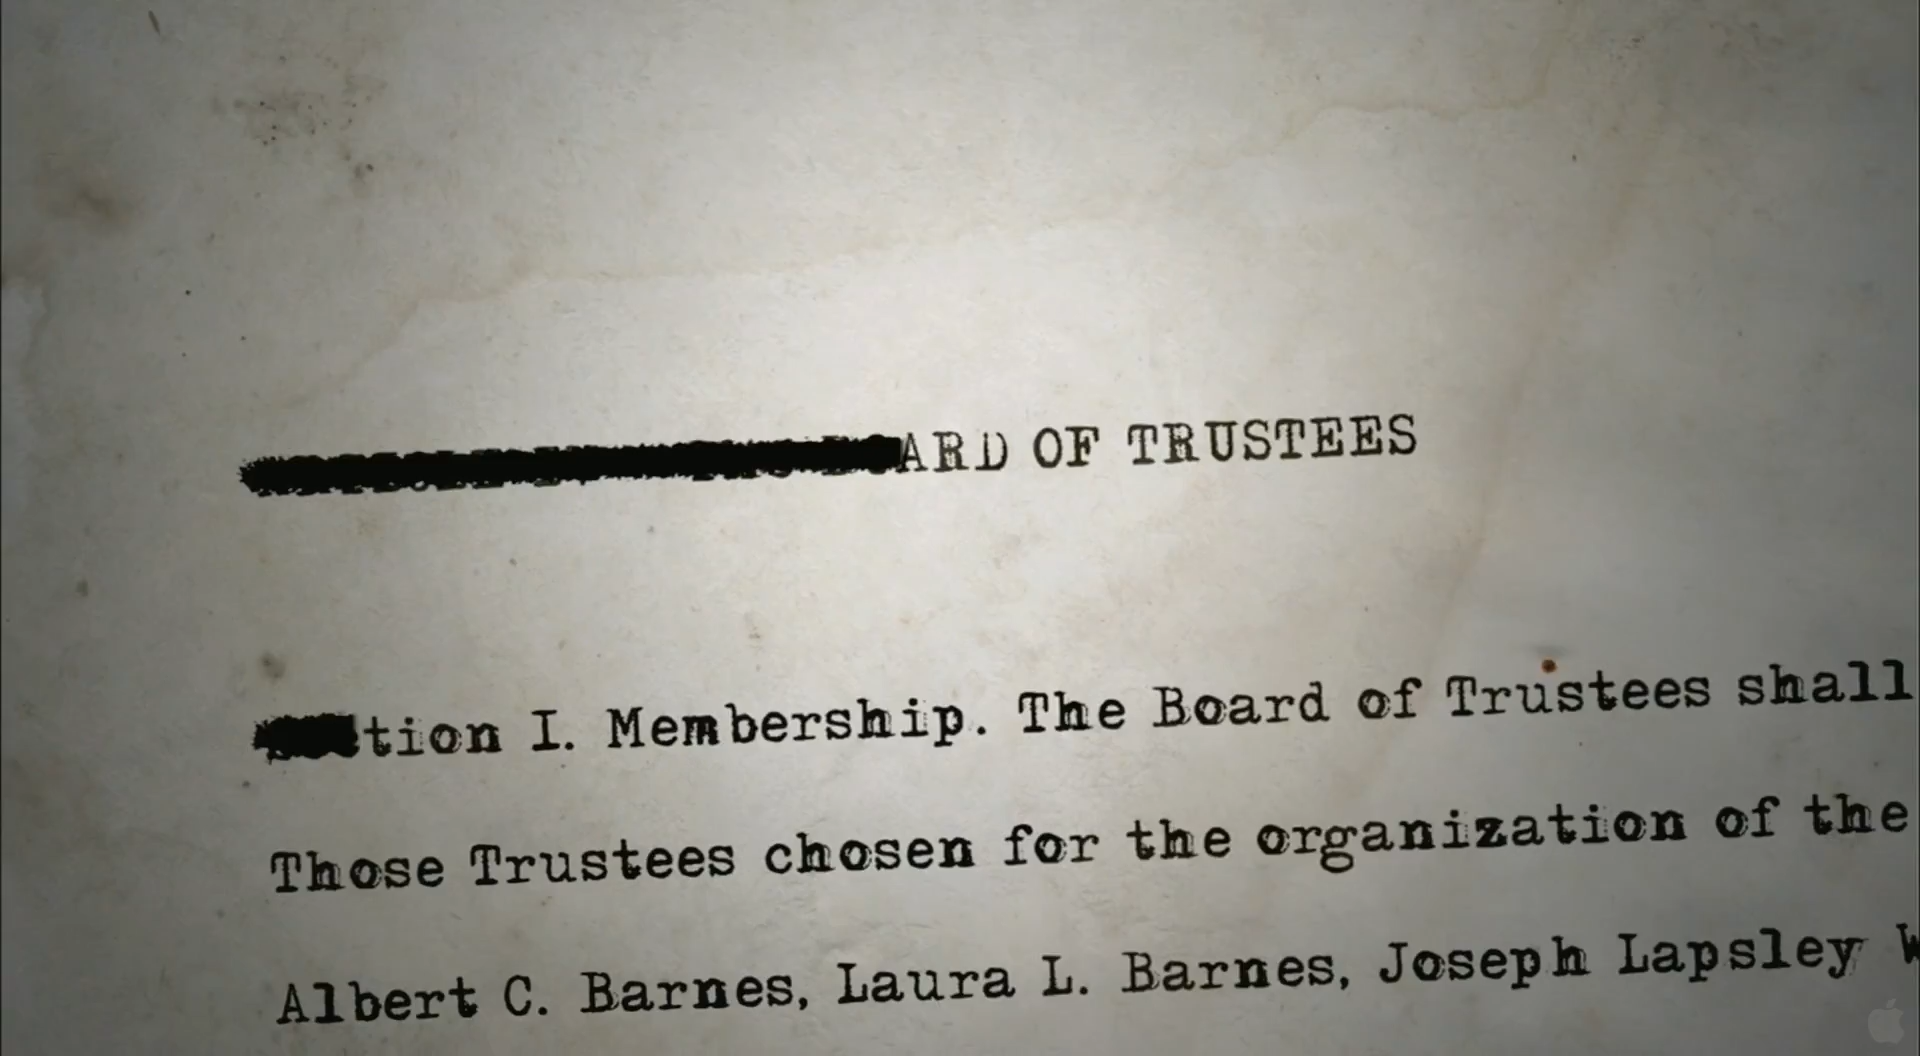 ARD OF TRUSTEES
tion I. Membership. The Board of Trustees shall
Those Trustees chosen for the organization of the
Albert C. Barnes, Laura L. Barnes, Joseph Lapsley W